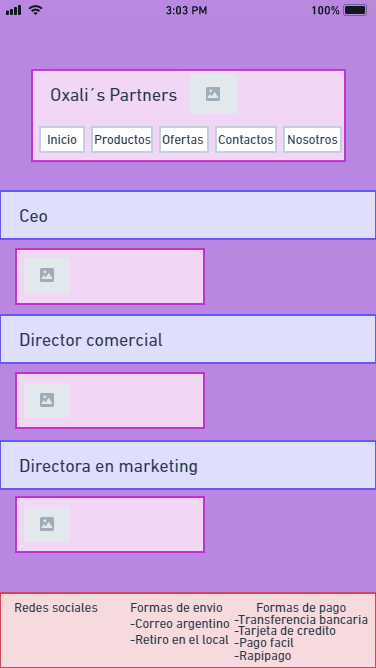 3:03 PM 100%
Oxali´s Partners
Inicio Productos Ofertas Contactos Nosotros
Ceo
Director comercial
Directora en marketing
Redes sociales
Formas de envio
-Correo argentino
-Retiro en el local
Formas de pago
-Transferencia bancaria
-Tarjeta de credito
-Pago facil
-Rapipago